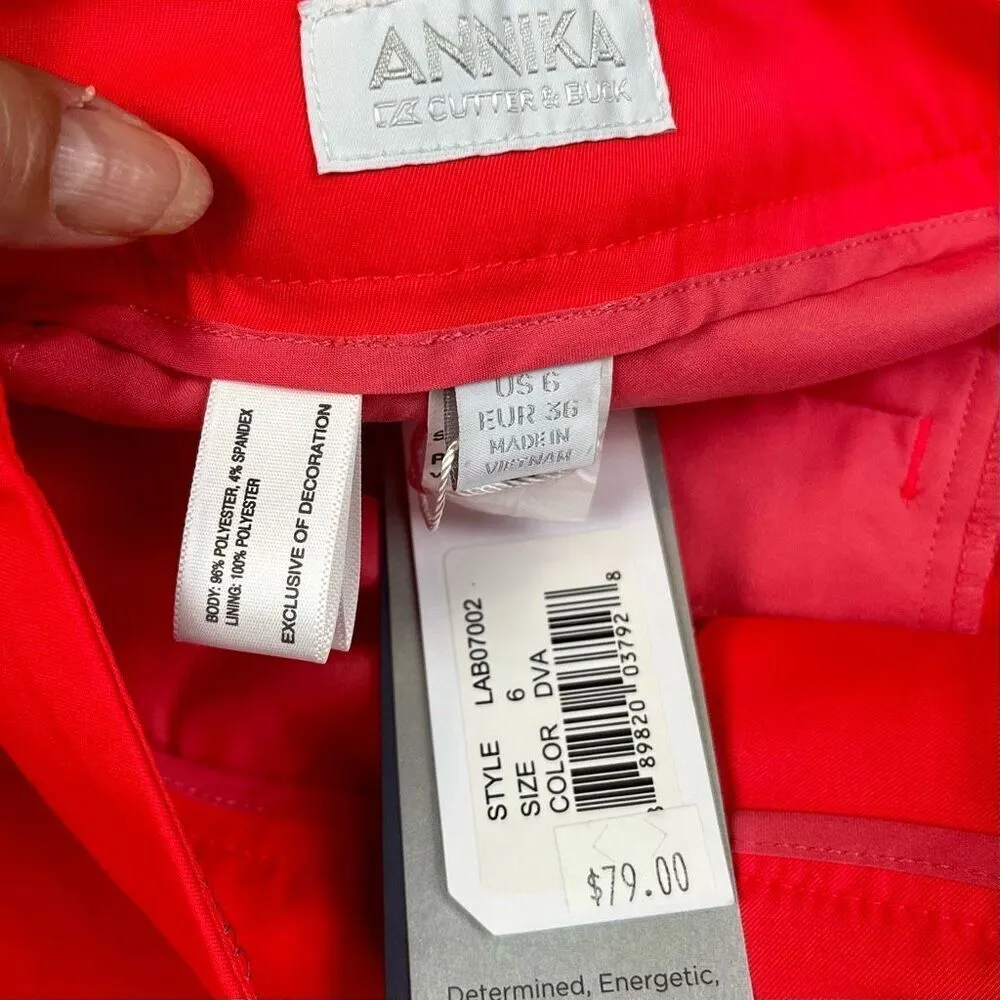 ANNIKA
CUTTER & BUCK
US 6
EUR 36
MADE IN
VIETNAM
BODY: 96% POLYESTER, 4% SPANDEX
LINING: 100% POLYESTER
EXCLUSIVE OF DECORATION
S
P
STYLE LAB07002
SIZE 6
COLOR DVA
89820 03792 8
$79.00
Determined, Energetic,